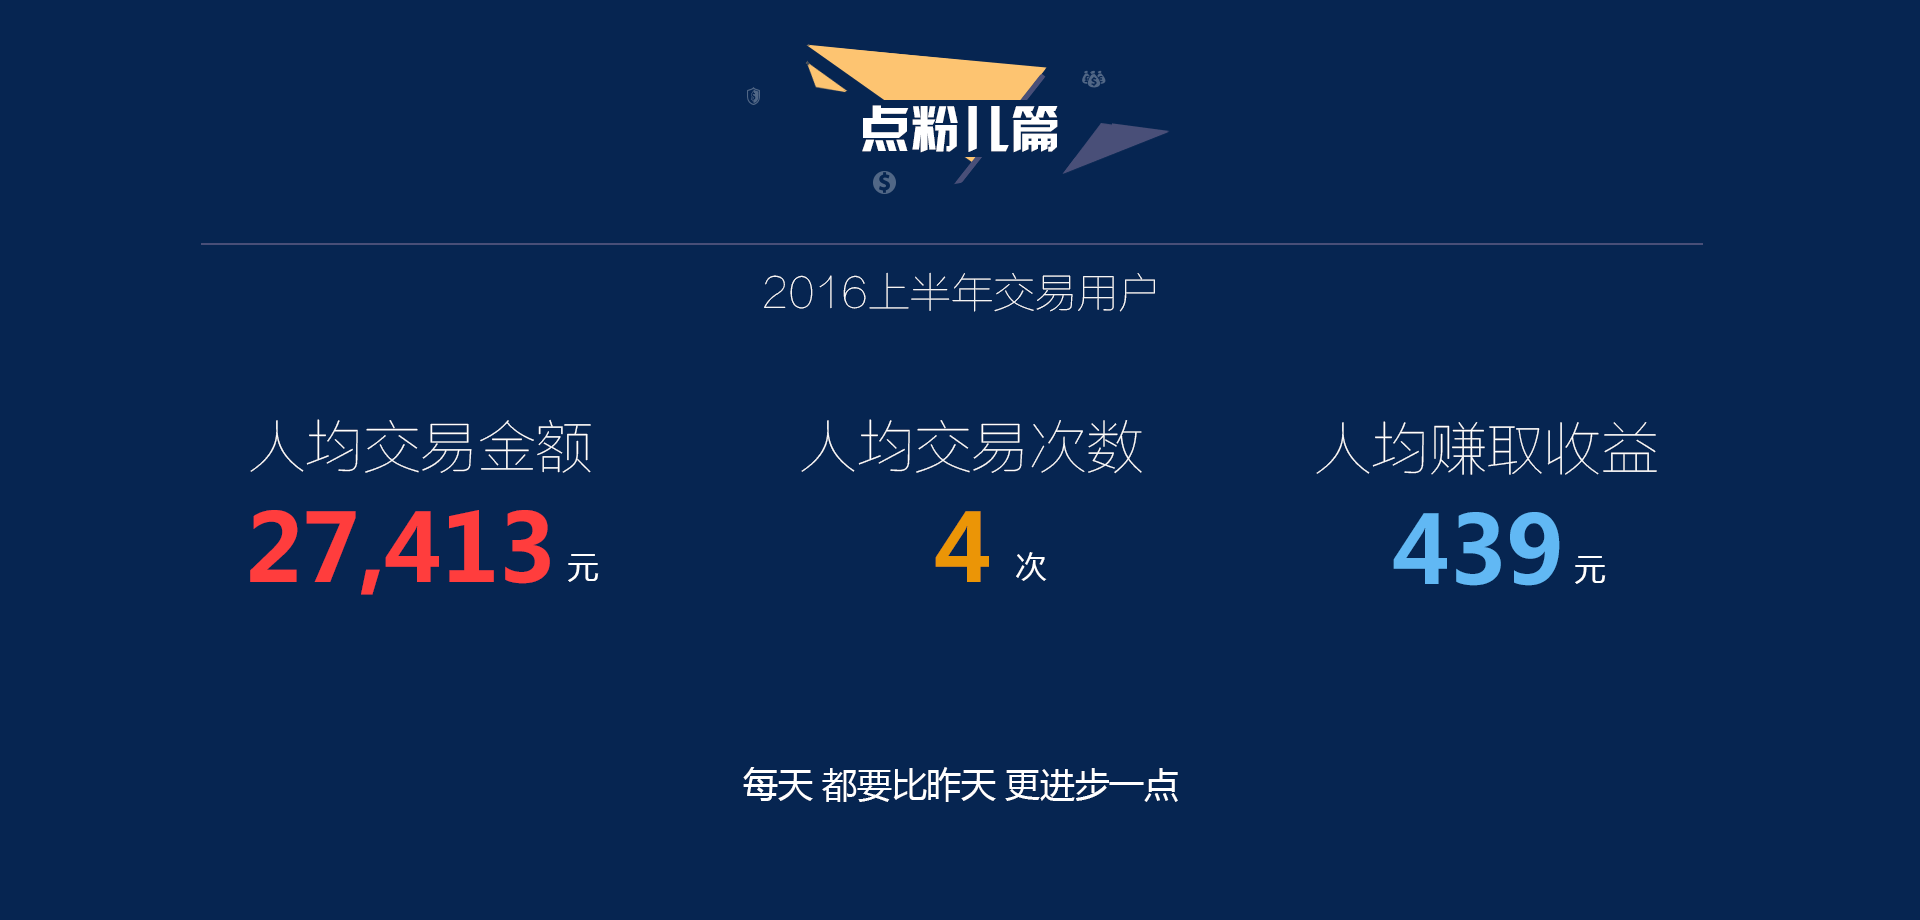 点粉儿篇
2016上半年交易用户
人均交易金额
27,413 元
人均交易次数
4 次
人均赚取收益
439 元
每天 都要比昨天 更进步一点